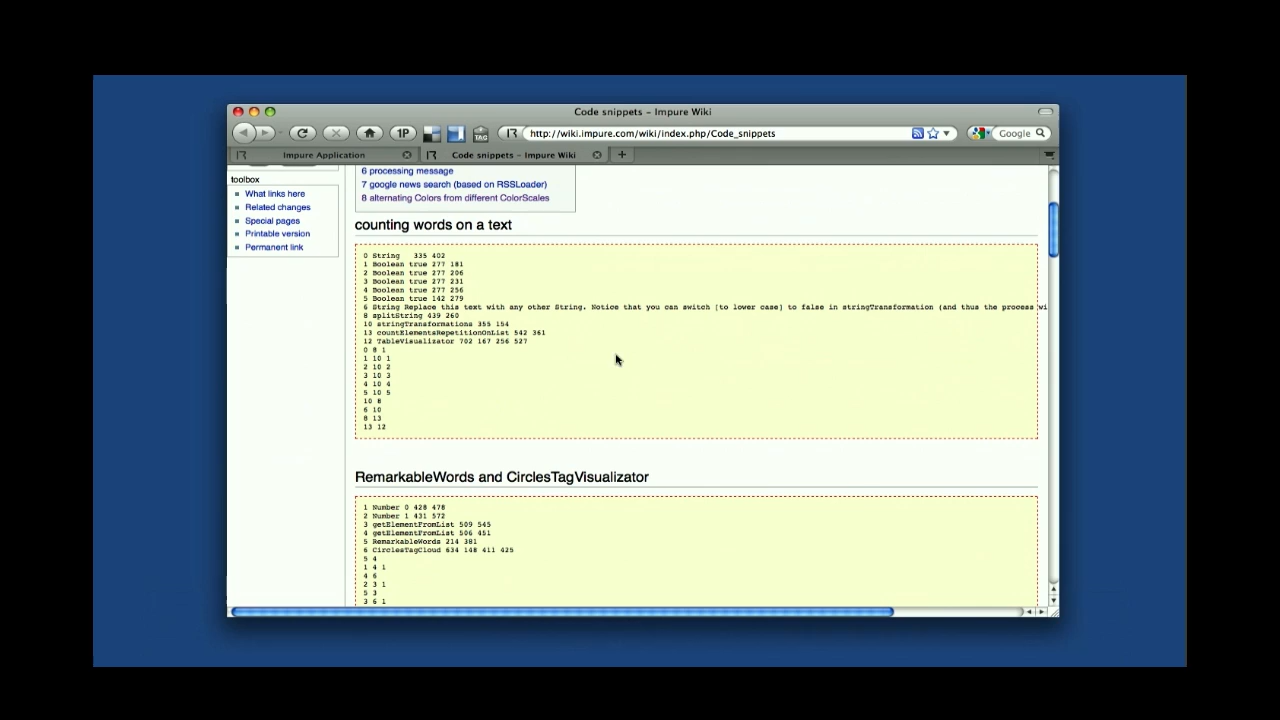 Code snippets – Impure Wiki
1P
TAG
http://wiki.impure.com/wiki/index.php/Code_snippets
Google
Impure Application
Code snippets – Impure Wiki
toolbox
What links here
Related changes
Special pages
Printable version
Permanent link
6 processing message
7 google news search (based on RSSLoader)
8 alternating Colors from different ColorScales
counting words on a text
0 String 335 402
1 Boolean true 277 181
2 Boolean true 277 206
3 Boolean true 277 231
4 Boolean true 277 256
5 Boolean true 142 279
6 String Replace this text with any other String. Notice that you can switch [to lower case] to false in stringTransformation (and thus the process wi
8 splitString 439 260
10 stringTransformations 355 154
13 countElementsRepetitionOnList 542 361
12 TableVisualizator 702 167 256 527
0 8 1
1 10 1
2 10 2
3 10 3
4 10 4
5 10 5
10 8
6 10
8 13
13 12
RemarkableWords and CirclesTagVisualizator
1 Number 0 428 478
2 Number 1 431 572
3 getElementFromList 509 545
4 getElementFromList 506 451
5 RemarkableWords 214 381
6 CirclesTagCloud 634 148 411 425
5 4
1 4 1
4 6
2 3 1
5 3
3 6 1